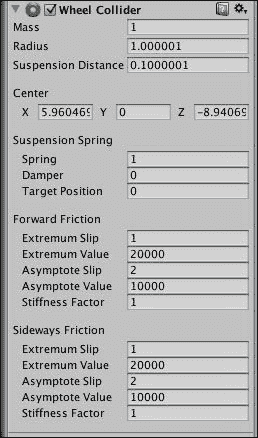 Wheel Collider
Mass 1
Radius 1.000001
Suspension Distance 0.1000001
Center
X 5.960469 Y 0 Z -8.94069
Suspension Spring
Spring 1
Damper 0
Target Position 0
Forward Friction
Extremum Slip 1
Extremum Value 20000
Asymptote Slip 2
Asymptote Value 10000
Stiffness Factor 1
Sideways Friction
Extremum Slip 1
Extremum Value 20000
Asymptote Slip 2
Asymptote Value 10000
Stiffness Factor 1